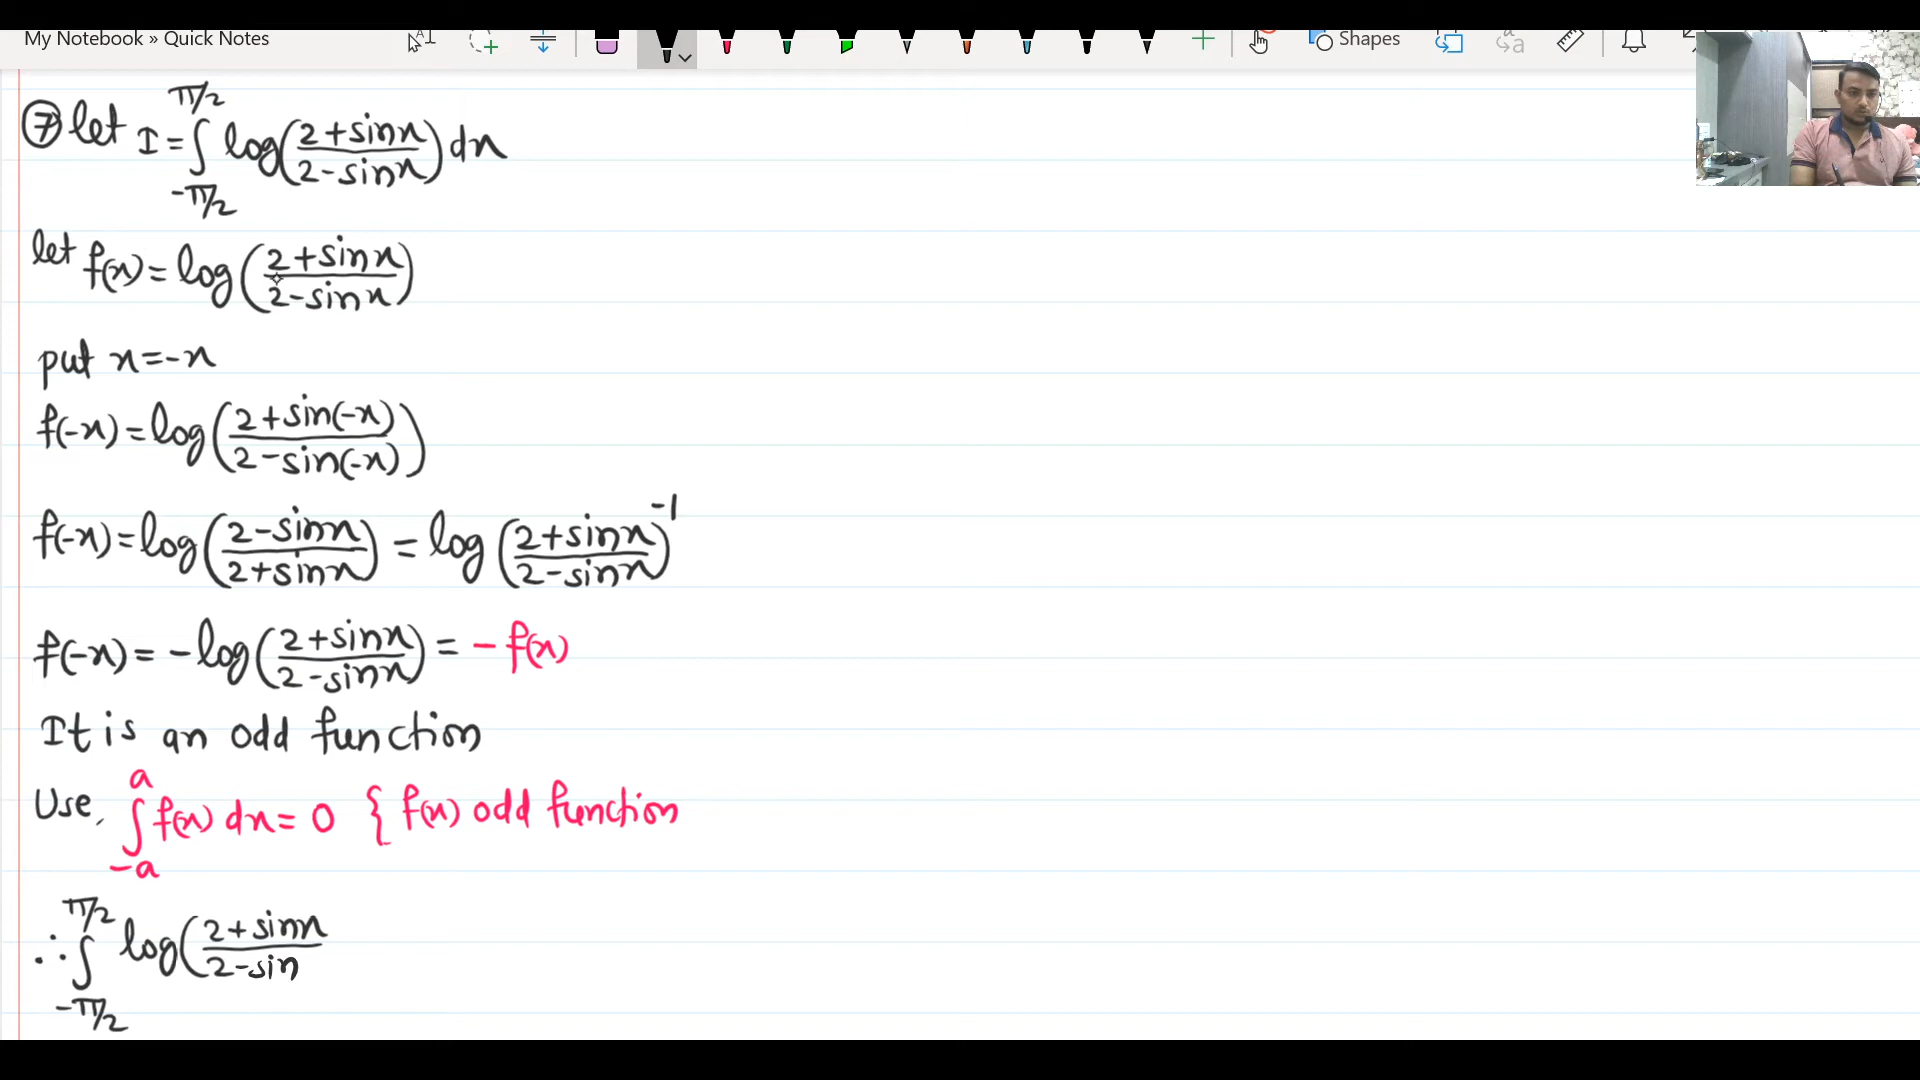 My Notebook » Quick Notes
Shapes
⑦ let I = ∫_{-π/2}^{π/2} log((2+sinx)/(2-sinx)) dx
let f(x) = log((2+sinx)/(2-sinx))
put x=-x
f(-x) = log((2+sin(-x))/(2-sin(-x)))
f(-x) = log((2-sinx)/(2+sinx)) = log((2+sinx)/(2-sinx))^{-1}
f(-x) = -log((2+sinx)/(2-sinx)) = -f(x)
It is an odd function
Use, ∫_{-a}^{a} f(x) dx = 0 { f(x) odd function
∴ ∫_{-π/2}^{π/2} log((2+sinx)/(2-sin